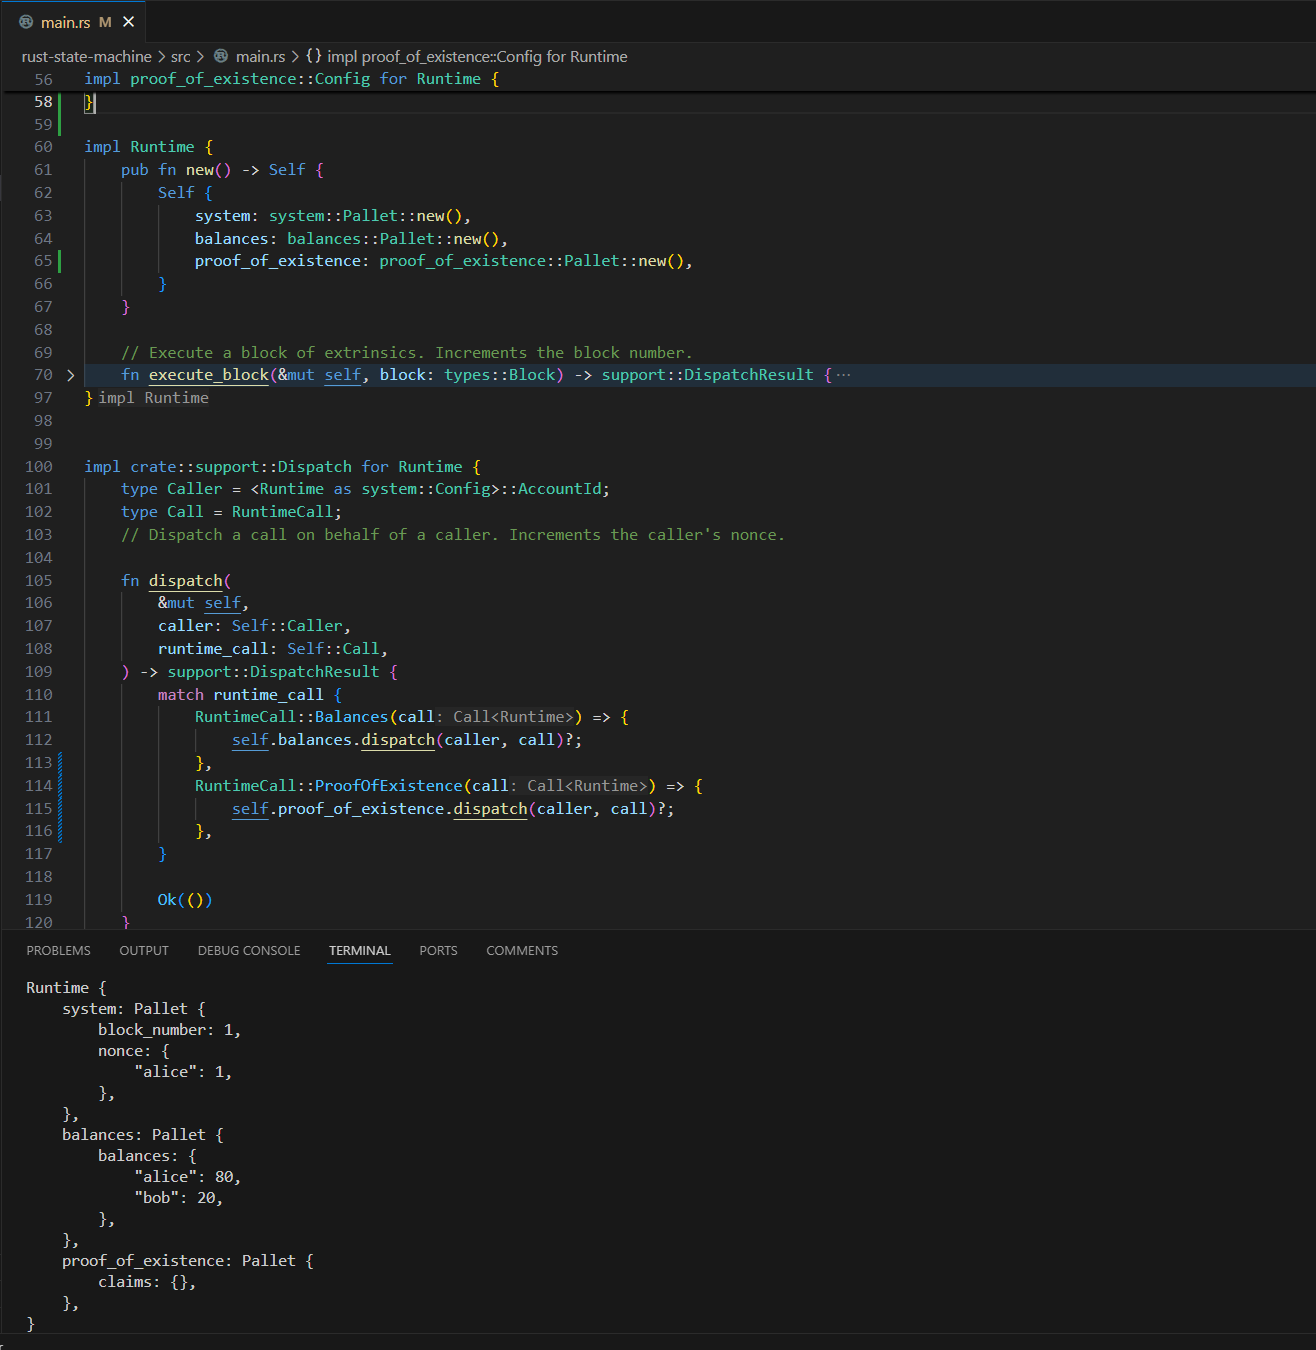 main.rs M
rust-state-machine > src > main.rs > {} impl proof_of_existence::Config for Runtime
56 impl proof_of_existence::Config for Runtime {
58 }
59
60 impl Runtime {
61     pub fn new() -> Self {
62         Self {
63             system: system::Pallet::new(),
64             balances: balances::Pallet::new(),
65             proof_of_existence: proof_of_existence::Pallet::new(),
66         }
67     }
68
69     // Execute a block of extrinsics. Increments the block number.
70     fn execute_block(&mut self, block: types::Block) -> support::DispatchResult { ···
97 } impl Runtime
98
99
100 impl crate::support::Dispatch for Runtime {
101     type Caller = <Runtime as system::Config>::AccountId;
102     type Call = RuntimeCall;
103     // Dispatch a call on behalf of a caller. Increments the caller's nonce.
104
105     fn dispatch(
106         &mut self,
107         caller: Self::Caller,
108         runtime_call: Self::Call,
109     ) -> support::DispatchResult {
110         match runtime_call {
111             RuntimeCall::Balances(call: Call<Runtime>) => {
112                 self.balances.dispatch(caller, call)?;
113             },
114             RuntimeCall::ProofOfExistence(call: Call<Runtime>) => {
115                 self.proof_of_existence.dispatch(caller, call)?;
116             },
117         }
118
119         Ok(())
120     }
PROBLEMS OUTPUT DEBUG CONSOLE TERMINAL PORTS COMMENTS
Runtime {
    system: Pallet {
        block_number: 1,
        nonce: {
            "alice": 1,
        },
    },
    balances: Pallet {
        balances: {
            "alice": 80,
            "bob": 20,
        },
    },
    proof_of_existence: Pallet {
        claims: {},
    },
}